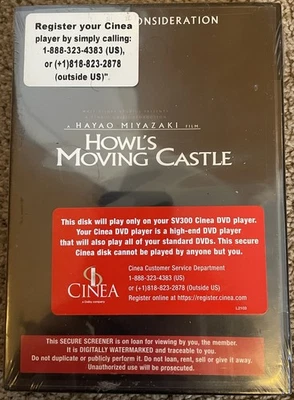 Register your Cinea
player by simply calling:
1-888-323-4383 (US),
or (+1)818-823-2878
(outside US)".
CONSIDERATION
A HAYAO MIYAZAKI FILM
HOWL'S
MOVING CASTLE
This disk will play only on your SV300 Cinea DVD player.
Your Cinea DVD player is a high-end DVD player
that will also play all of your standard DVDs. This secure
Cinea disk cannot be played by anyone but you.
Cinea Customer Service Department
1-888-323-4383 (US)
or (+1)818-823-2878 (Outside US)
Register online at https://register.cinea.com
CINEA
This SECURE SCREENER is on loan for viewing by you, the member.
It is DIGITALLY WATERMARKED and traceable to you.
Do not duplicate or publicly perform it. Do not loan, rent, sell or give it away.
Unauthorized use will be prosecuted.